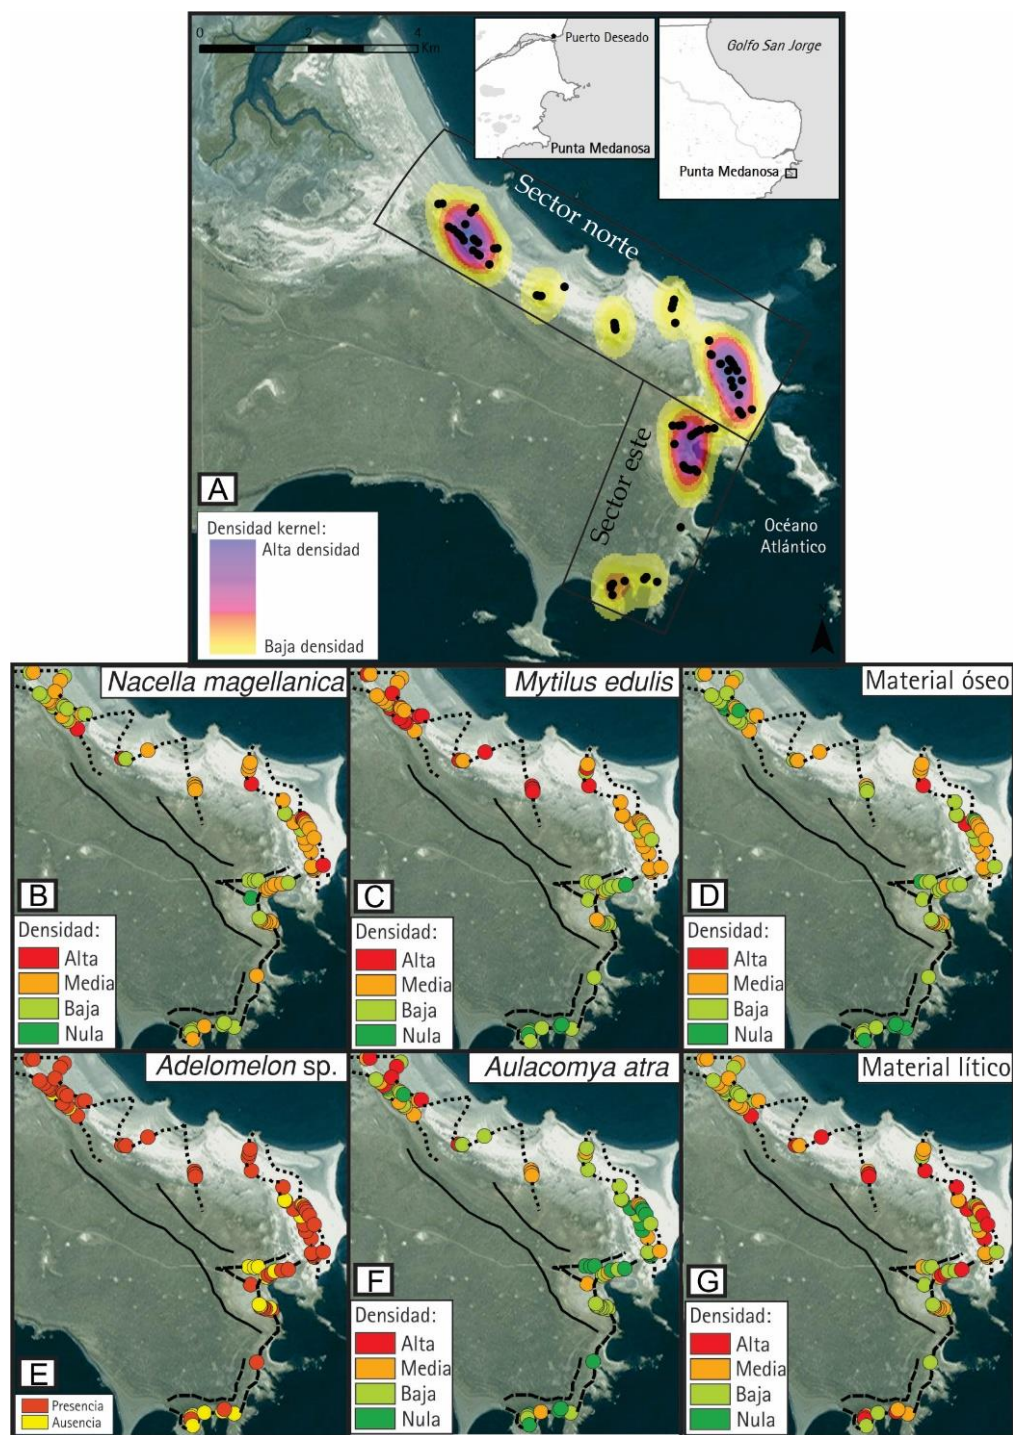 0 2 4
Km
Puerto Deseado
Punta Medanosa
Golfo San Jorge
Punta Medanosa
Sector norte
Sector este
Océano
Atlántico
A
Densidad kernel:
Alta densidad
Baja densidad
Nacella magellanica
B
Densidad:
Alta
Media
Baja
Nula
Mytilus edulis
C
Densidad:
Alta
Media
Baja
Nula
Material óseo
D
Densidad:
Alta
Media
Baja
Nula
Adelomelon sp.
E
Presencia
Ausencia
Aulacomya atra
F
Densidad:
Alta
Media
Baja
Nula
Material lítico
G
Densidad:
Alta
Media
Baja
Nula